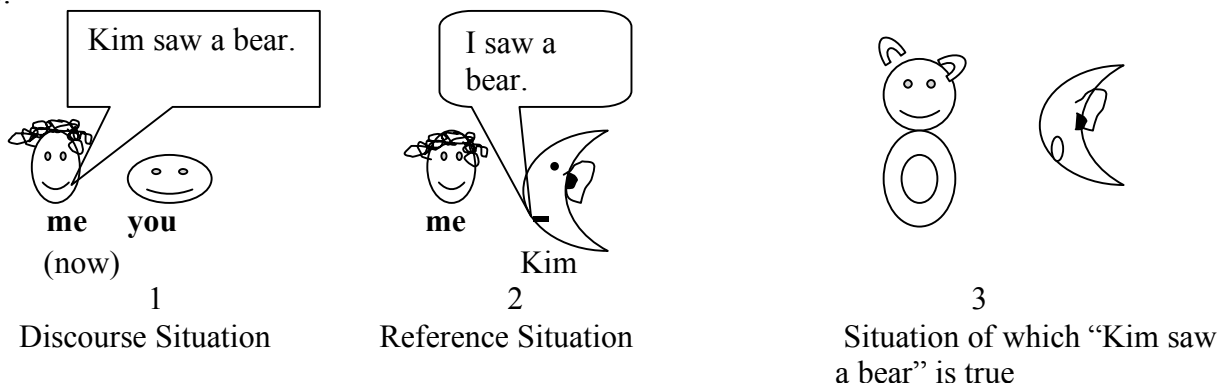 Kim saw a bear.
I saw a
bear.
me you
(now)
1
Discourse Situation
me
Kim
2
Reference Situation
3
Situation of which “Kim saw
a bear” is true